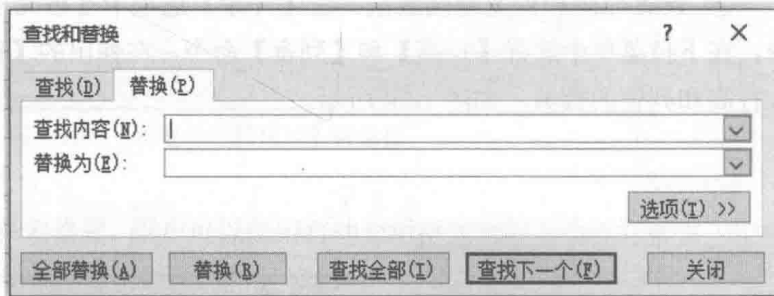 查找和替换 ? ×
查找(D) 替换(P)
查找内容(N):
替换为(E):
选项(T) >>
全部替换(A) 替换(R) 查找全部(I) 查找下一个(F) 关闭